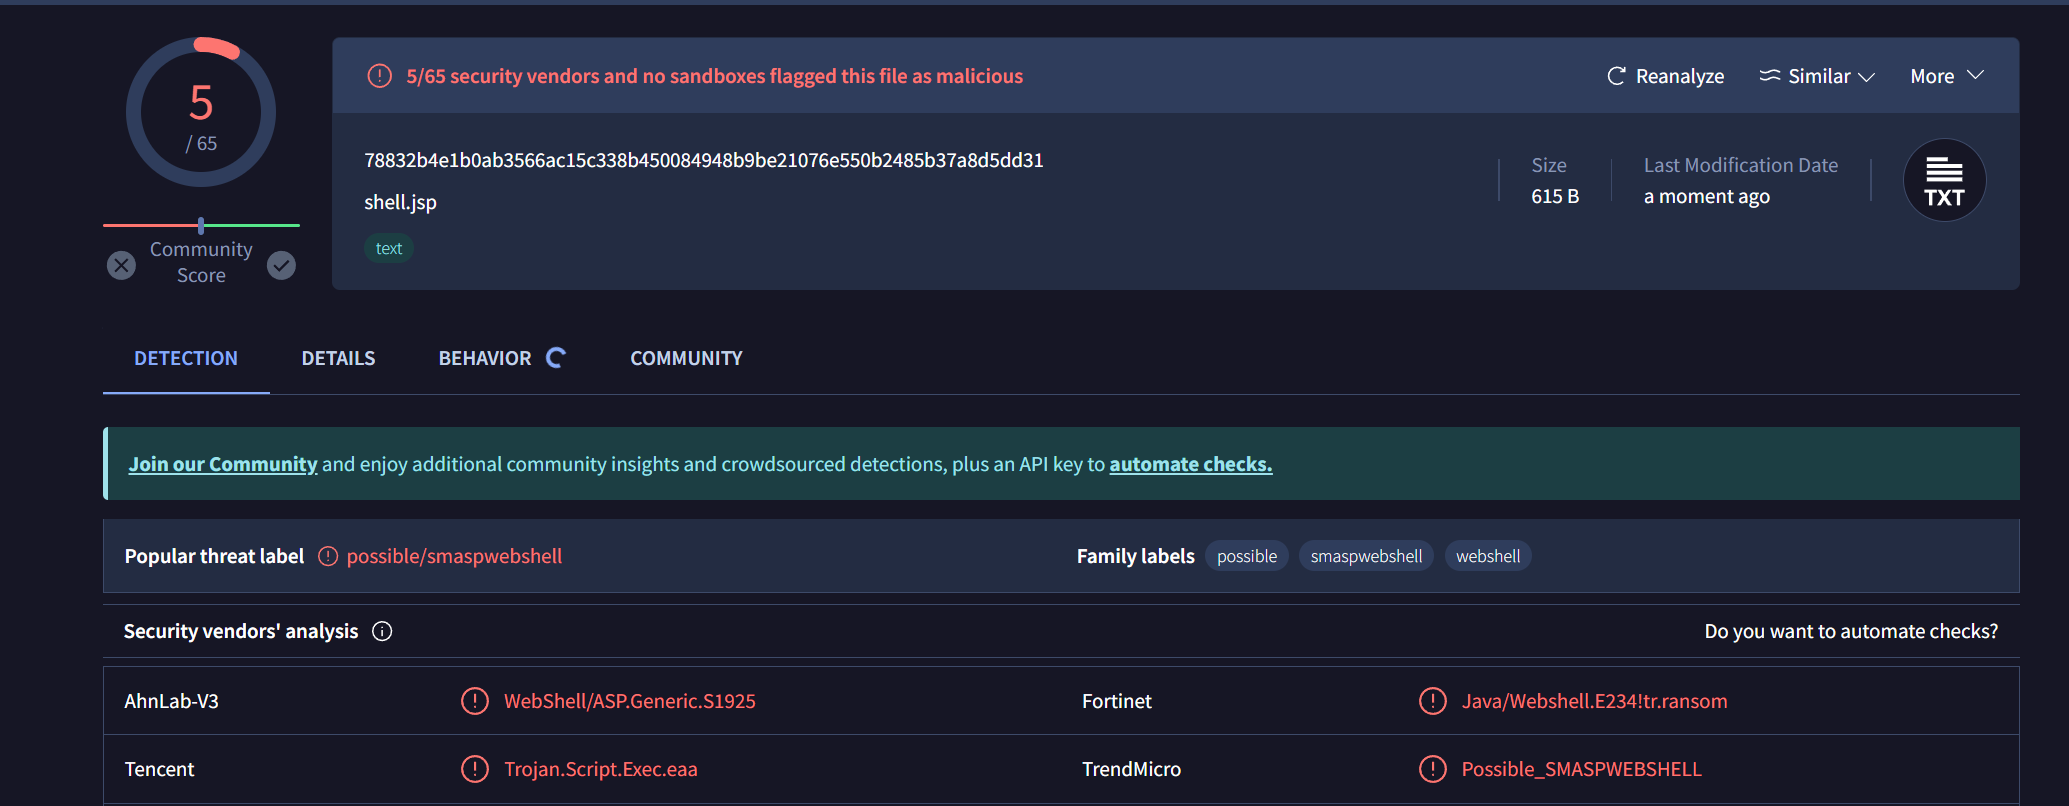 5
/ 65
Community
Score
5/65 security vendors and no sandboxes flagged this file as malicious
Reanalyze
Similar
More
78832b4e1b0ab3566ac15c338b450084948b9be21076e550b2485b37a8d5dd31
shell.jsp
text
Size
615 B
Last Modification Date
a moment ago
TXT
DETECTION
DETAILS
BEHAVIOR
COMMUNITY
Join our Community and enjoy additional community insights and crowdsourced detections, plus an API key to automate checks.
Popular threat label
possible/smaspwebshell
Family labels
possible
smaspwebshell
webshell
Security vendors' analysis
Do you want to automate checks?
AhnLab-V3
WebShell/ASP.Generic.S1925
Fortinet
Java/Webshell.E234!tr.ransom
Tencent
Trojan.Script.Exec.eaa
TrendMicro
Possible_SMASPWEBSHELL